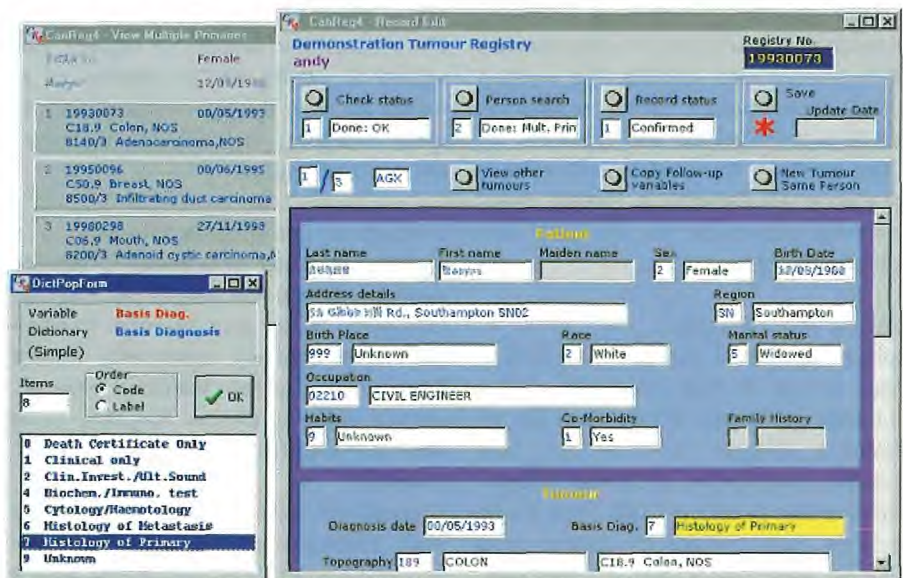 CanReg4 - View Multiple Primaries
Female
1 19930073 00/05/1993
C18.9 Colon, NOS
8140/3 Adenocarcinoma,NOS
2 19950096 00/06/1995
C50.9 Breast, NOS
8500/3 Infiltrating duct carcinoma
3 19980298 27/11/1998
C06.9 Mouth, NOS
8200/3 Adenoid cystic carcinoma,
DictPopForm
Variable Basis Diag.
Dictionary Basis Diagnosis
(Simple)
Items
8
Order
Code
Label
OK
0 Death Certificate Only
1 Clinical only
2 Clin.Invest./Ult.Sound
4 Biochem./Immuno. test
5 Cytology/Haemotology
6 Histology of Metastasis
7 Histology of Primary
9 Unknown
CanReg4 - Record Edit
Demonstration Tumour Registry
andy
Registry No.
19930073
Check status
1 Done: OK
Person search
2 Done: Mult. Prin
Record status
1 Confirmed
Save
Update Date
1 / 3 AGX
View other tumours
Copy Follow-up variables
New Tumour Same Person
Patient
Last name First name Maiden name Sex Birth Date
2 Female
Address details Region
Rd., Southampton SN02 SN Southampton
Birth Place Race Marital status
999 Unknown 2 White 5 Widowed
Occupation
02210 CIVIL ENGINEER
Habits Co-Morbidity Family History
9 Unknown 1 Yes
Tumour
Diagnosis date 00/05/1993 Basis Diag. 7 Histology of Primary
Topography 189 COLON C18.9 Colon, NOS